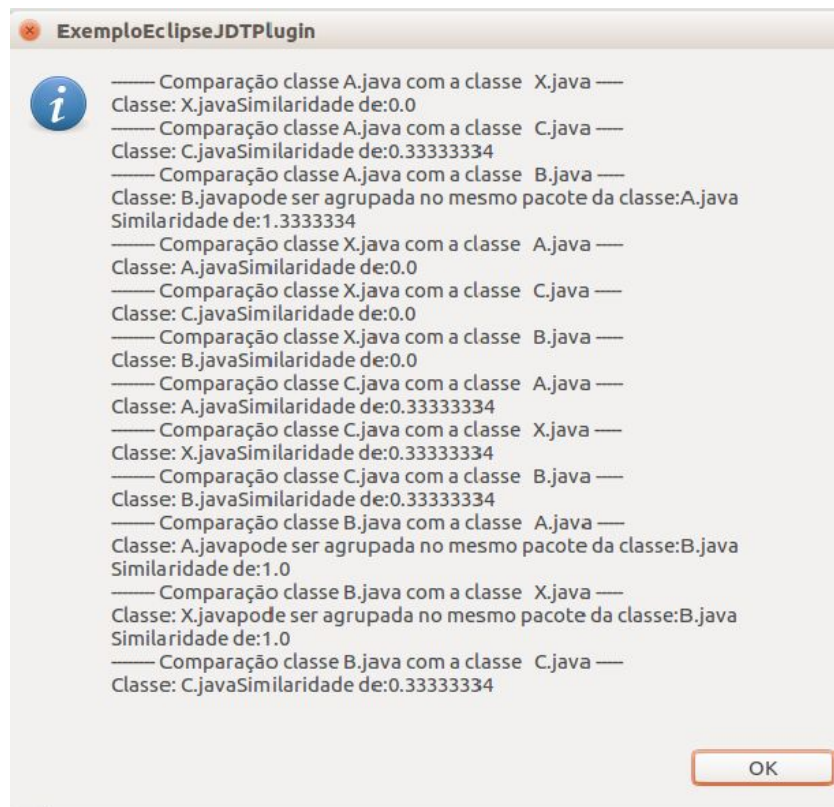 ExemploEclipseJDTPlugin
------- Comparação classe A.java com a classe  X.java -----
Classe: X.javaSimilaridade de:0.0
------- Comparação classe A.java com a classe  C.java -----
Classe: C.javaSimilaridade de:0.33333334
------- Comparação classe A.java com a classe  B.java -----
Classe: B.javapode ser agrupada no mesmo pacote da classe:A.java
Similaridade de:1.3333334
------- Comparação classe X.java com a classe  A.java -----
Classe: A.javaSimilaridade de:0.0
------- Comparação classe X.java com a classe  C.java -----
Classe: C.javaSimilaridade de:0.0
------- Comparação classe X.java com a classe  B.java -----
Classe: B.javaSimilaridade de:0.0
------- Comparação classe C.java com a classe  A.java -----
Classe: A.javaSimilaridade de:0.33333334
------- Comparação classe C.java com a classe  X.java -----
Classe: X.javaSimilaridade de:0.33333334
------- Comparação classe C.java com a classe  B.java -----
Classe: B.javaSimilaridade de:0.33333334
------- Comparação classe B.java com a classe  A.java -----
Classe: A.javapode ser agrupada no mesmo pacote da classe:B.java
Similaridade de:1.0
------- Comparação classe B.java com a classe  X.java -----
Classe: X.javapode ser agrupada no mesmo pacote da classe:B.java
Similaridade de:1.0
------- Comparação classe B.java com a classe  C.java -----
Classe: C.javaSimilaridade de:0.33333334
OK